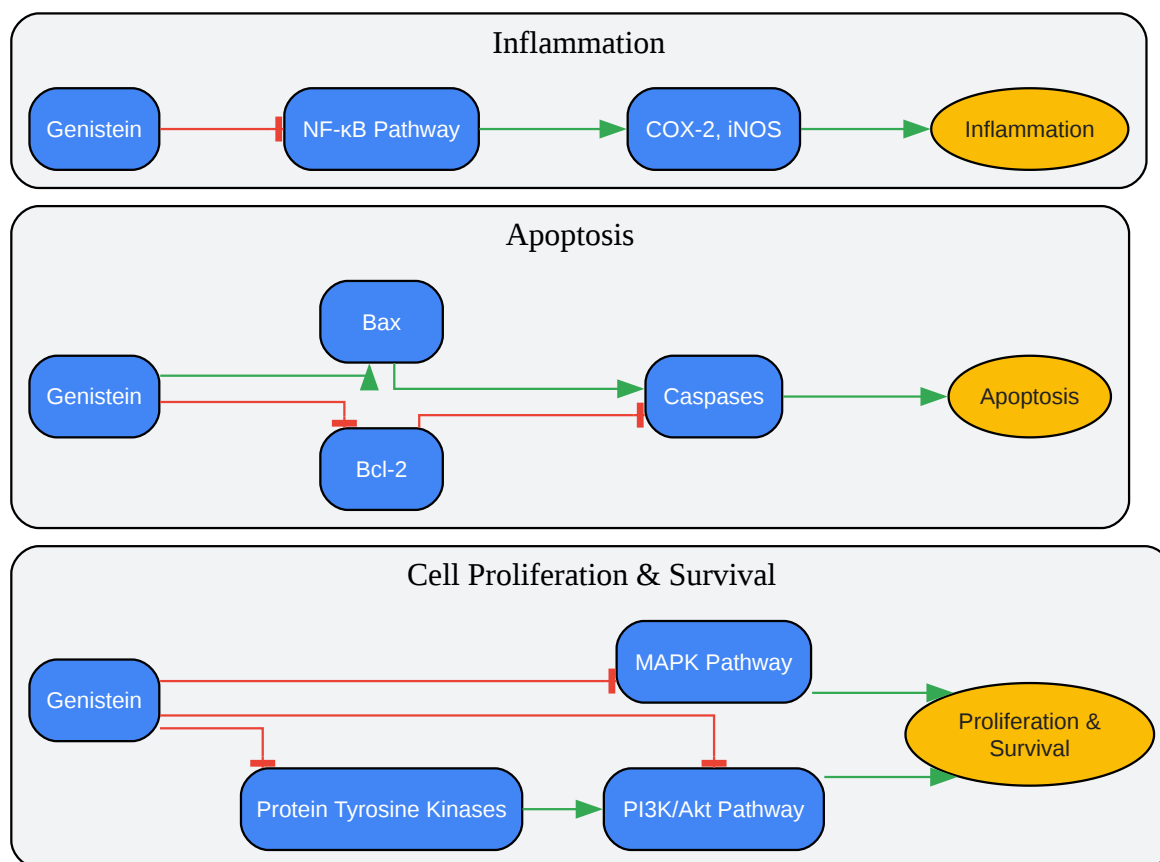 Inflammation
Genistein
NF-κB Pathway
COX-2, iNOS
Inflammation
Apoptosis
Bax
Genistein
Caspases
Apoptosis
Bcl-2
Cell Proliferation & Survival
MAPK Pathway
Genistein
Proliferation &
Survival
Protein Tyrosine Kinases
PI3K/Akt Pathway